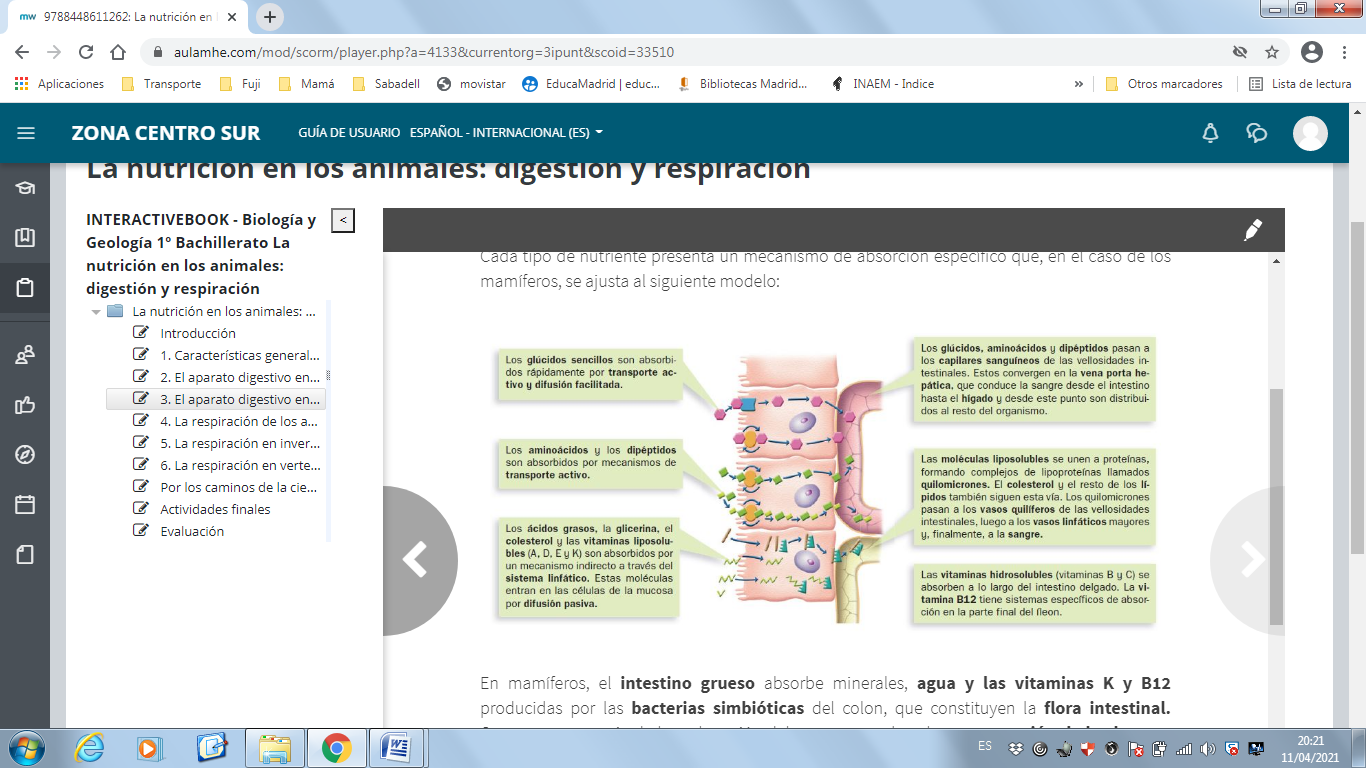 9788448611262: La nutrición en
aulamhe.com/mod/scorm/player.php?a=4133&currentorg=3ipunt&scoid=33510
Aplicaciones Transporte Fuji Mamá Sabadell movistar EducaMadrid | educ... Bibliotecas Madrid... INAEM - Indice » Otros marcadores Lista de lectura
ZONA CENTRO SUR GUÍA DE USUARIO ESPAÑOL - INTERNACIONAL (ES)
La nutrición en los animales: digestión y respiración
INTERACTIVEBOOK - Biología y
Geología 1º Bachillerato La
nutrición en los animales:
digestión y respiración
<
La nutrición en los animales: ...
Introducción
1. Características general...
2. El aparato digestivo en...
3. El aparato digestivo en...
4. La respiración de los a...
5. La respiración en inver...
6. La respiración en verte...
Por los caminos de la cie...
Actividades finales
Evaluación
Cada tipo de nutriente presenta un mecanismo de absorción específico que, en el caso de los
mamíferos, se ajusta al siguiente modelo:
Los glúcidos sencillos son absorbi-
dos rápidamente por transporte ac-
tivo y difusión facilitada.
Los aminoácidos y los dipéptidos
son absorbidos por mecanismos de
transporte activo.
Los ácidos grasos, la glicerina, el
colesterol y las vitaminas liposolu-
bles (A, D, E y K) son absorbidos por
un mecanismo indirecto a través del
sistema linfático. Estas moléculas
entran en las células de la mucosa
por difusión pasiva.
Los glúcidos, aminoácidos y dipéptidos pasan a
los capilares sanguíneos de las vellosidades in-
testinales. Estos convergen en la vena porta he-
pática, que conduce la sangre desde el intestino
hasta el hígado y desde este punto son distribui-
dos al resto del organismo.
Las moléculas liposolubles se unen a proteínas,
formando complejos de lipoproteínas llamados
quilomicrones. El colesterol y el resto de los lí-
pidos también siguen esta vía. Los quilomicrones
pasan a los vasos quilíferos de las vellosidades
intestinales, luego a los vasos linfáticos mayores
y, finalmente, a la sangre.
Las vitaminas hidrosolubles (vitaminas B y C) se
absorben a lo largo del intestino delgado. La vi-
tamina B12 tiene sistemas específicos de absor-
ción en la parte final del íleon.
En mamíferos, el intestino grueso absorbe minerales, agua y las vitaminas K y B12
producidas por las bacterias simbióticas del colon, que constituyen la flora intestinal.
ES
20:21
11/04/2021